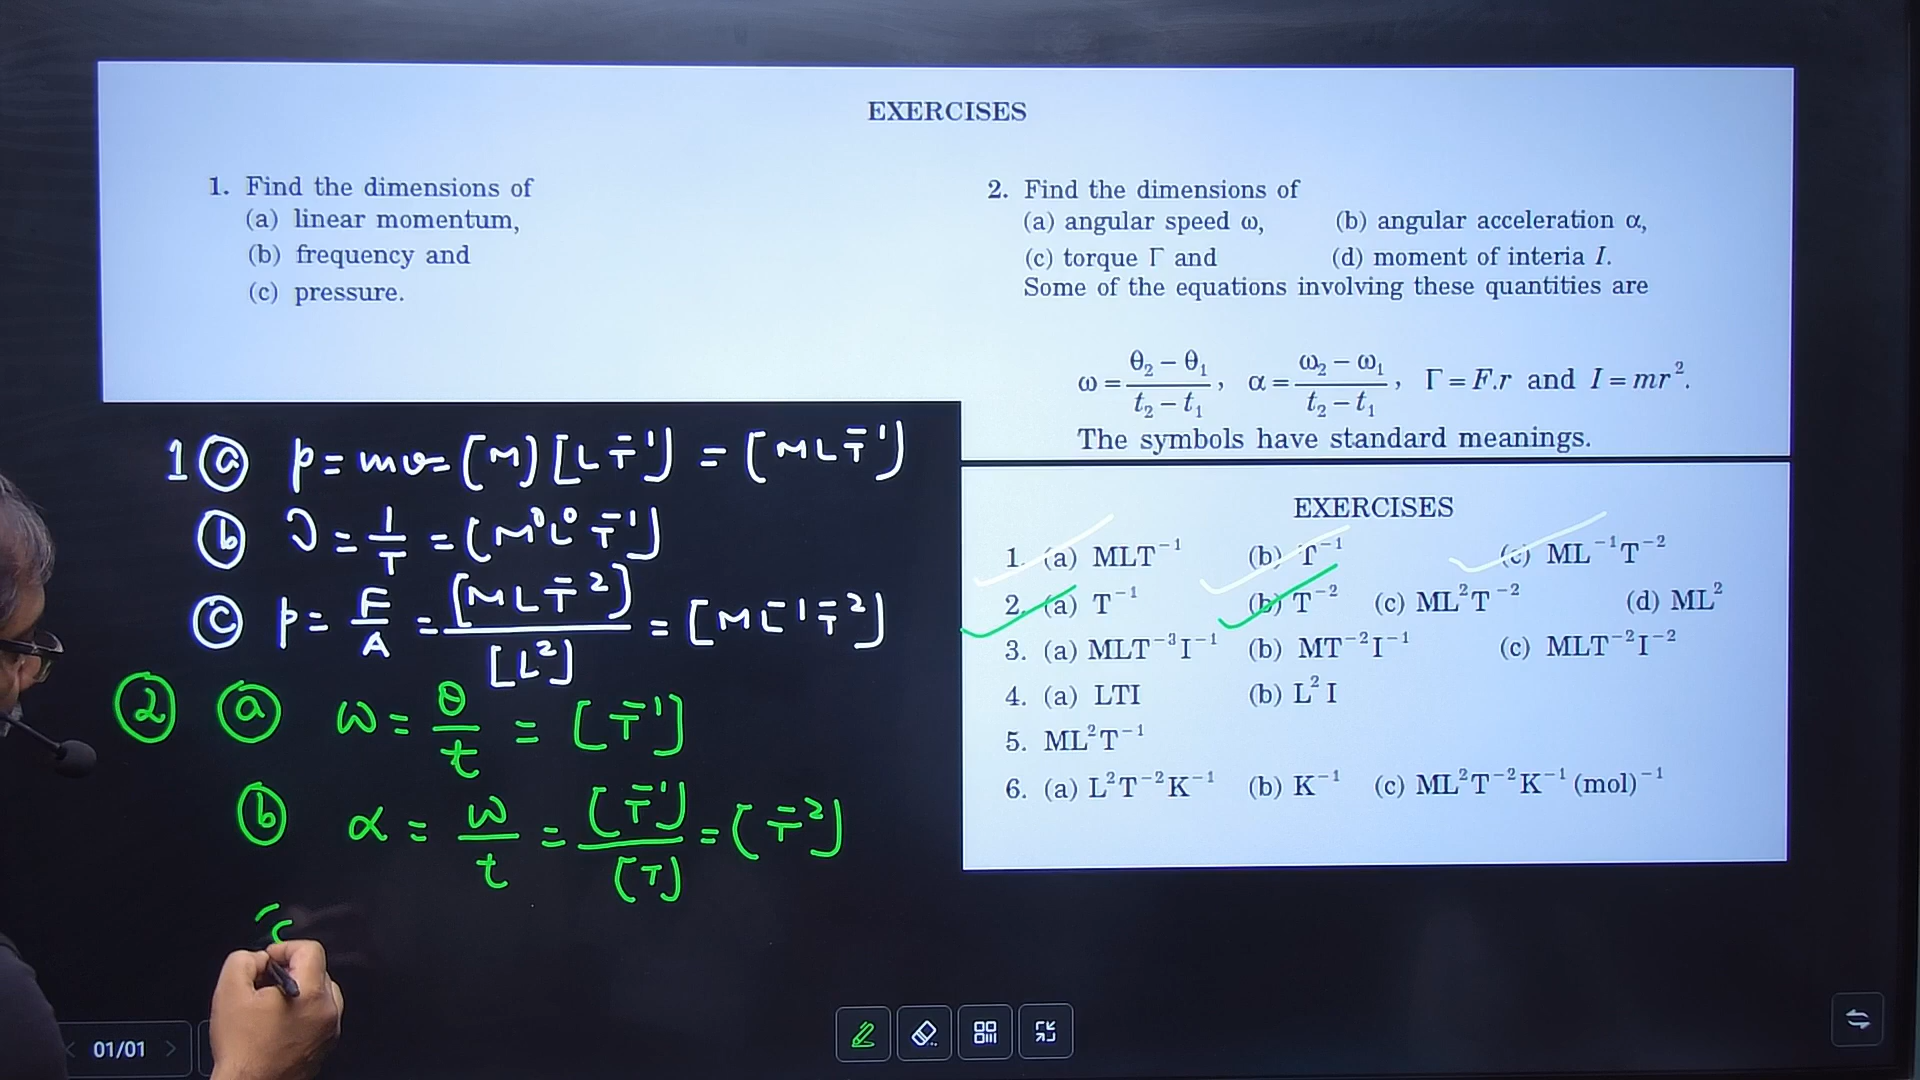 EXERCISES
1. Find the dimensions of
(a) linear momentum,
(b) frequency and
(c) pressure.
2. Find the dimensions of
(a) angular speed ω, (b) angular acceleration α,
(c) torque Γ and (d) moment of interia I.
Some of the equations involving these quantities are
ω = (θ₂ − θ₁)/(t₂ − t₁), α = (ω₂ − ω₁)/(t₂ − t₁), Γ = F.r and I = mr².
The symbols have standard meanings.
1 (a) p = mv = [M] [LT⁻¹] = [MLT⁻¹]
(b) ν = 1/T = [M⁰L⁰T⁻¹]
(c) p = F/A = [MLT⁻²]/[L²] = [ML⁻¹T⁻²]
(2) (a) ω = θ/t = [T⁻¹]
(b) α = ω/t = [T⁻¹]/[T] = [T⁻²]
EXERCISES
1. (a) MLT⁻¹ (b) T⁻¹ (c) ML⁻¹T⁻²
2. (a) T⁻¹ (b) T⁻² (c) ML²T⁻² (d) ML²
3. (a) MLT⁻³I⁻¹ (b) MT⁻²I⁻¹ (c) MLT⁻²I⁻²
4. (a) LTI (b) L²I
5. ML²T⁻¹
6. (a) L²T⁻²K⁻¹ (b) K⁻¹ (c) ML²T⁻²K⁻¹(mol)⁻¹
01/01